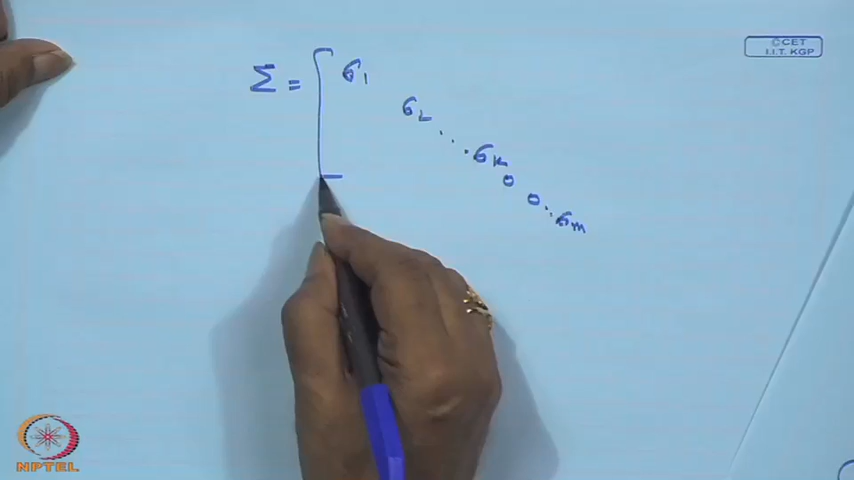 ©CET
I.I.T. KGP
Σ = [ σ₁
σ₂
... σₖ
0
0
.. σₘ
NPTEL